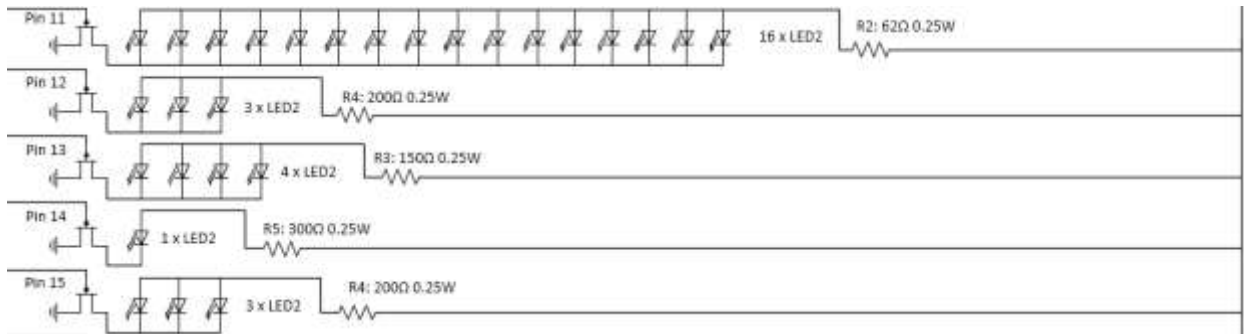 Pin 11
16 x LED2
R2: 62Ω 0.25W
Pin 12
3 x LED2
R4: 200Ω 0.25W
Pin 13
4 x LED2
R3: 150Ω 0.25W
Pin 14
1 x LED2
R5: 300Ω 0.25W
Pin 15
3 x LED2
R4: 200Ω 0.25W